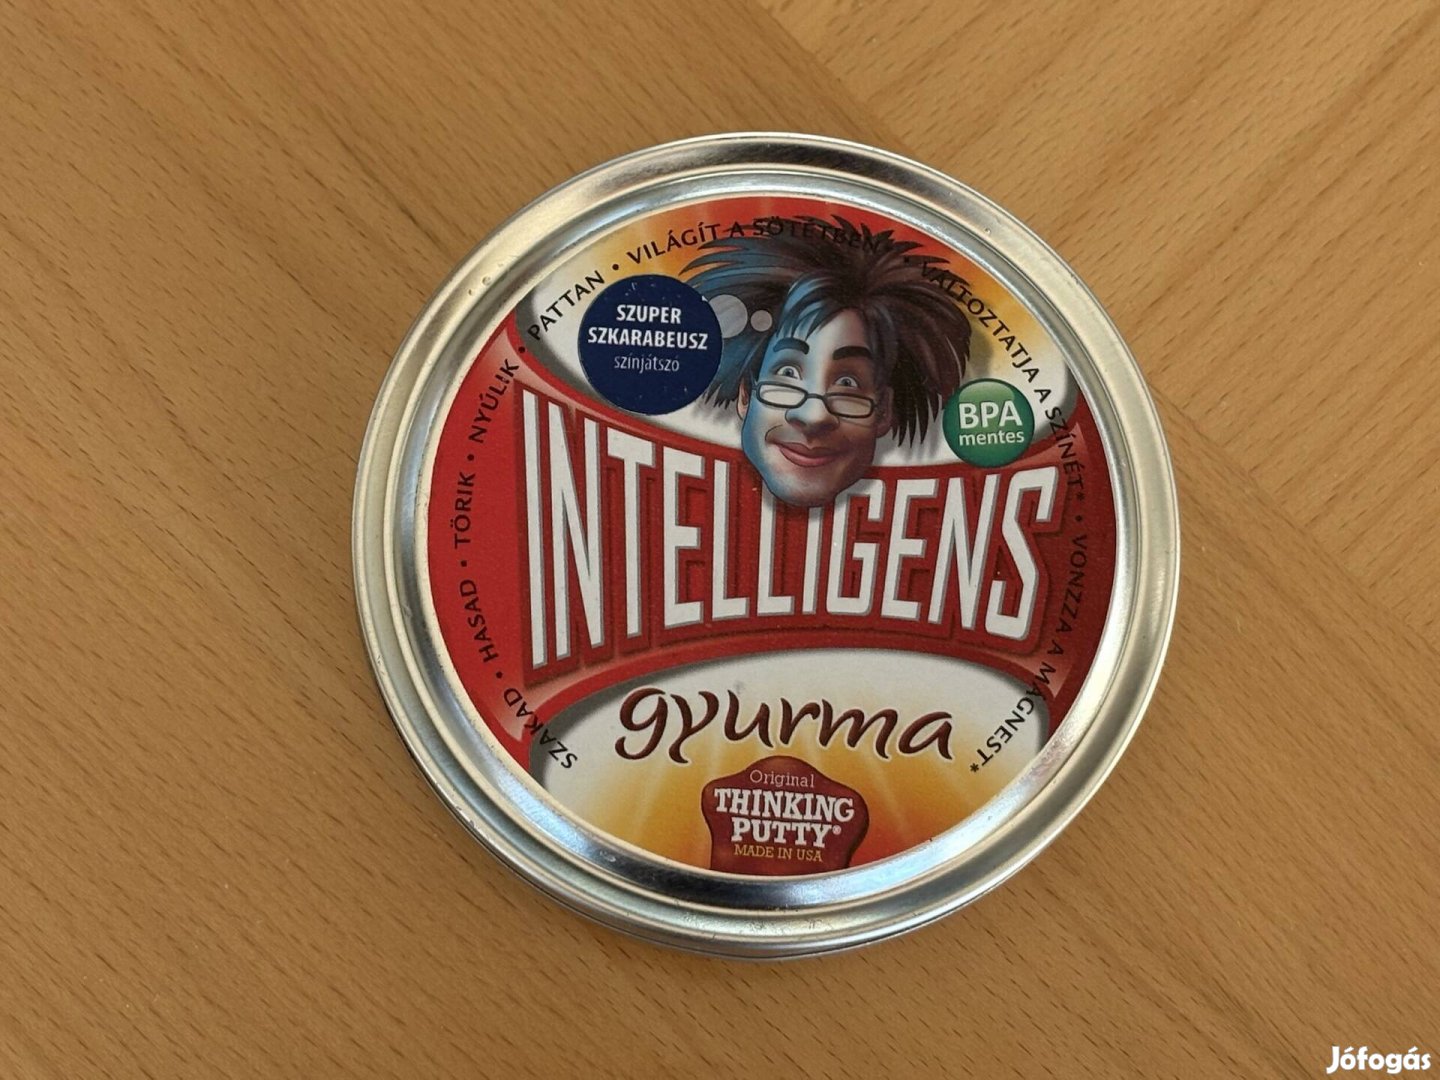 SZAKAD • HASAD • TÖRIK • NYÚLIK • PATTAN • VILÁGÍT A SÖTÉTBEN* • VÁLTOZTATJA A SZÍNÉT* • VONZZA A MÁGNEST*
SZUPER
SZKARABEUSZ
színjátszó
BPA
mentes
INTELLIGENS
gyurma
Original
THINKING
PUTTY®
MADE IN USA
Jófogás